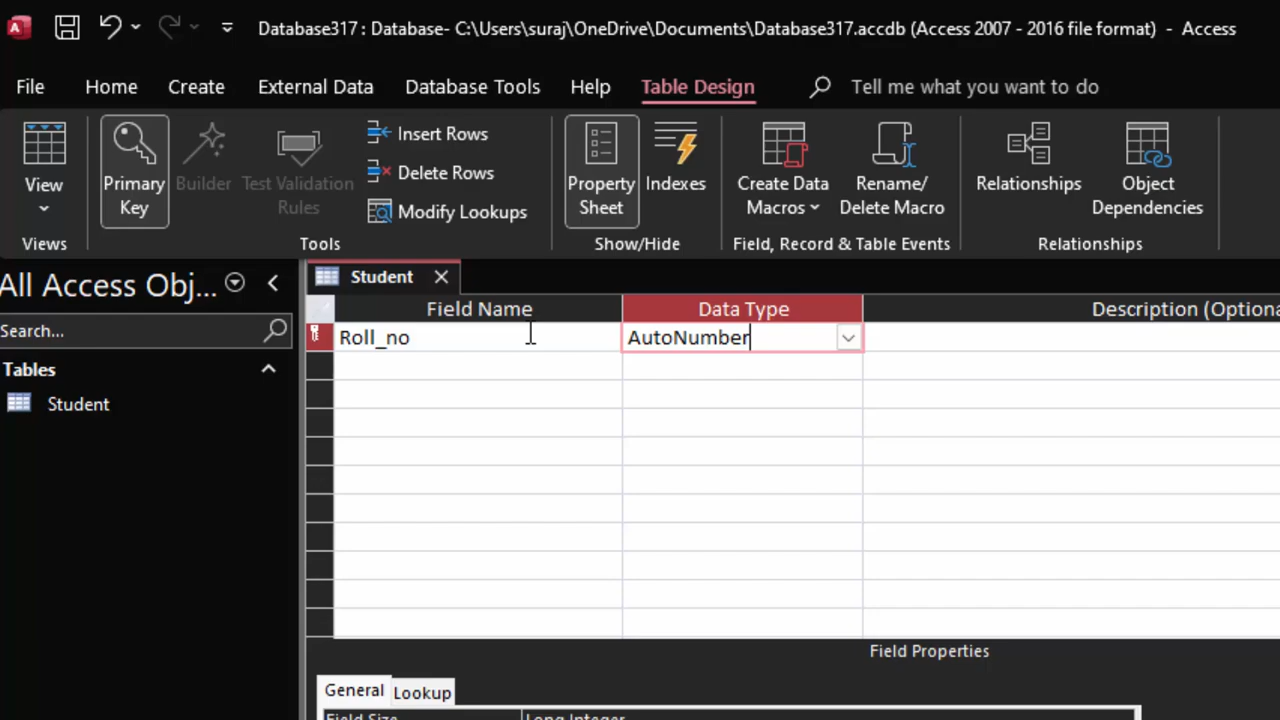 Database317 : Database- C:\Users\suraj\OneDrive\Documents\Database317.accdb (Access 2007 - 2016 file format) - Access
File Home Create External Data Database Tools Help Table Design Tell me what you want to do
View
Primary Key
Builder
Test Validation Rules
Insert Rows
Delete Rows
Modify Lookups
Property Sheet
Indexes
Create Data Macros
Rename/ Delete Macro
Relationships
Object Dependencies
Views Tools Show/Hide Field, Record & Table Events Relationships
All Access Obj...
Search...
Tables
Student
Student
Field Name Data Type Description (Optiona
Roll_no AutoNumber
Field Properties
General Lookup
Field Size Long Integer